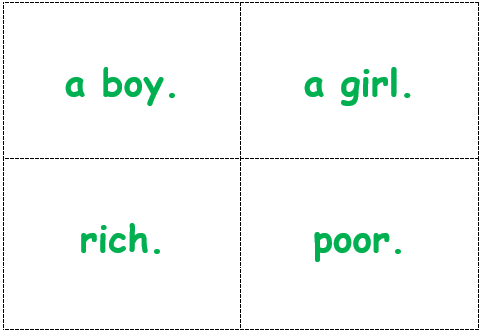 a boy.
a girl.
rich.
poor.